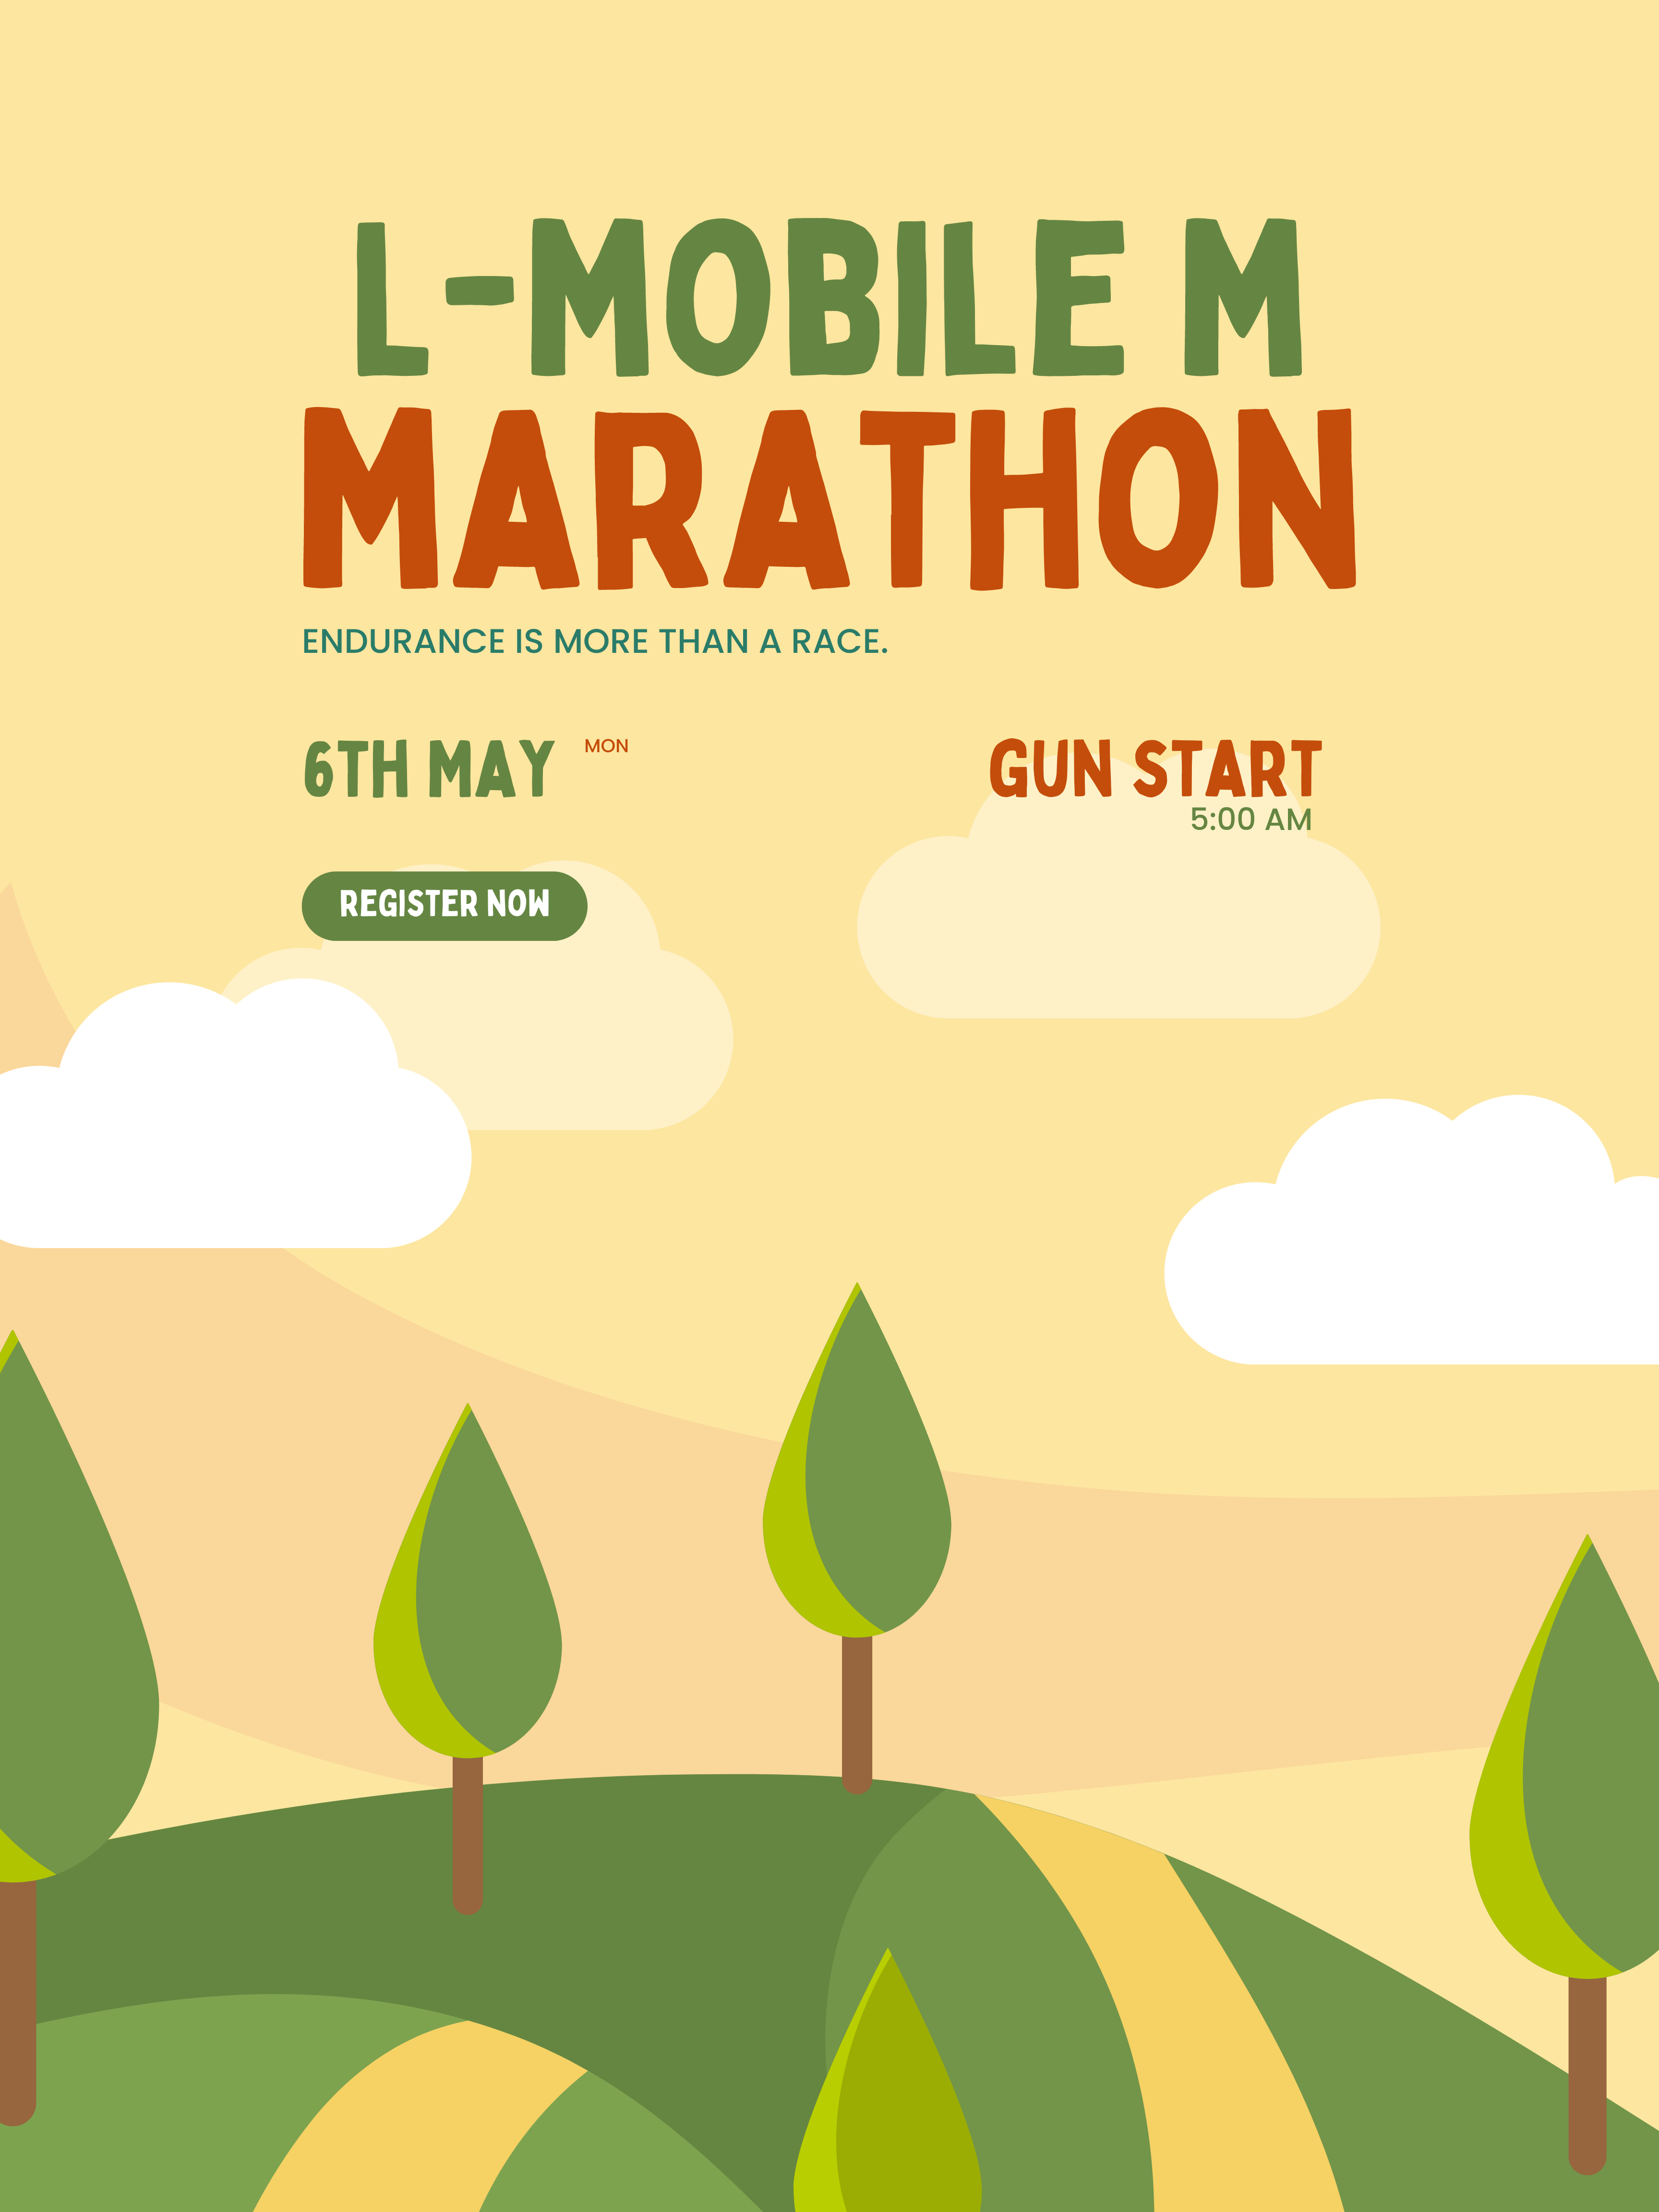 L-MOBILE M
MARATHON
ENDURANCE IS MORE THAN A RACE.
6TH MAY MON
GUN START
5:00 AM
REGISTER NOW